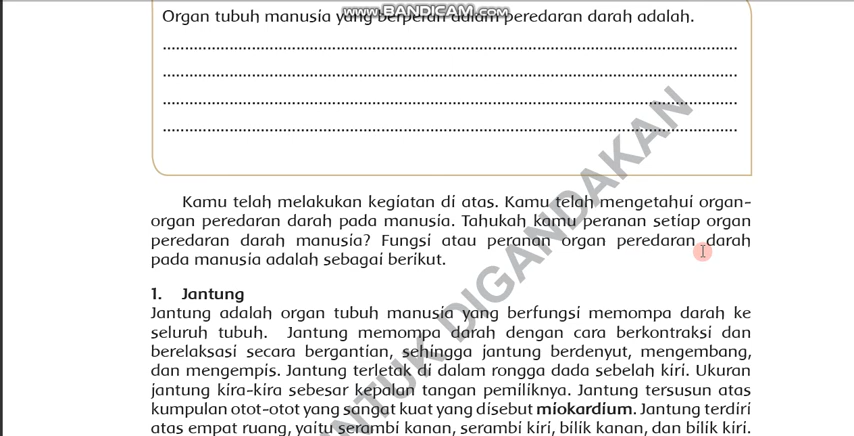 www.BANDICAM.com
Organ tubuh manusia yang berperan dalam peredaran darah adalah.
Kamu telah melakukan kegiatan di atas. Kamu telah mengetahui organ-
organ peredaran darah pada manusia. Tahukah kamu peranan setiap organ
peredaran darah manusia? Fungsi atau peranan organ peredaran darah
pada manusia adalah sebagai berikut.
1. Jantung
Jantung adalah organ tubuh manusia yang berfungsi memompa darah ke
seluruh tubuh. Jantung memompa darah dengan cara berkontraksi dan
berelaksasi secara bergantian, sehingga jantung berdenyut, mengembang,
dan mengempis. Jantung terletak di dalam rongga dada sebelah kiri. Ukuran
jantung kira-kira sebesar kepalan tangan pemiliknya. Jantung tersusun atas
kumpulan otot-otot yang sangat kuat yang disebut miokardium. Jantung terdiri
atas empat ruang, yaitu serambi kanan, serambi kiri, bilik kanan, dan bilik kiri.
UNTUK DIGANDAKAN